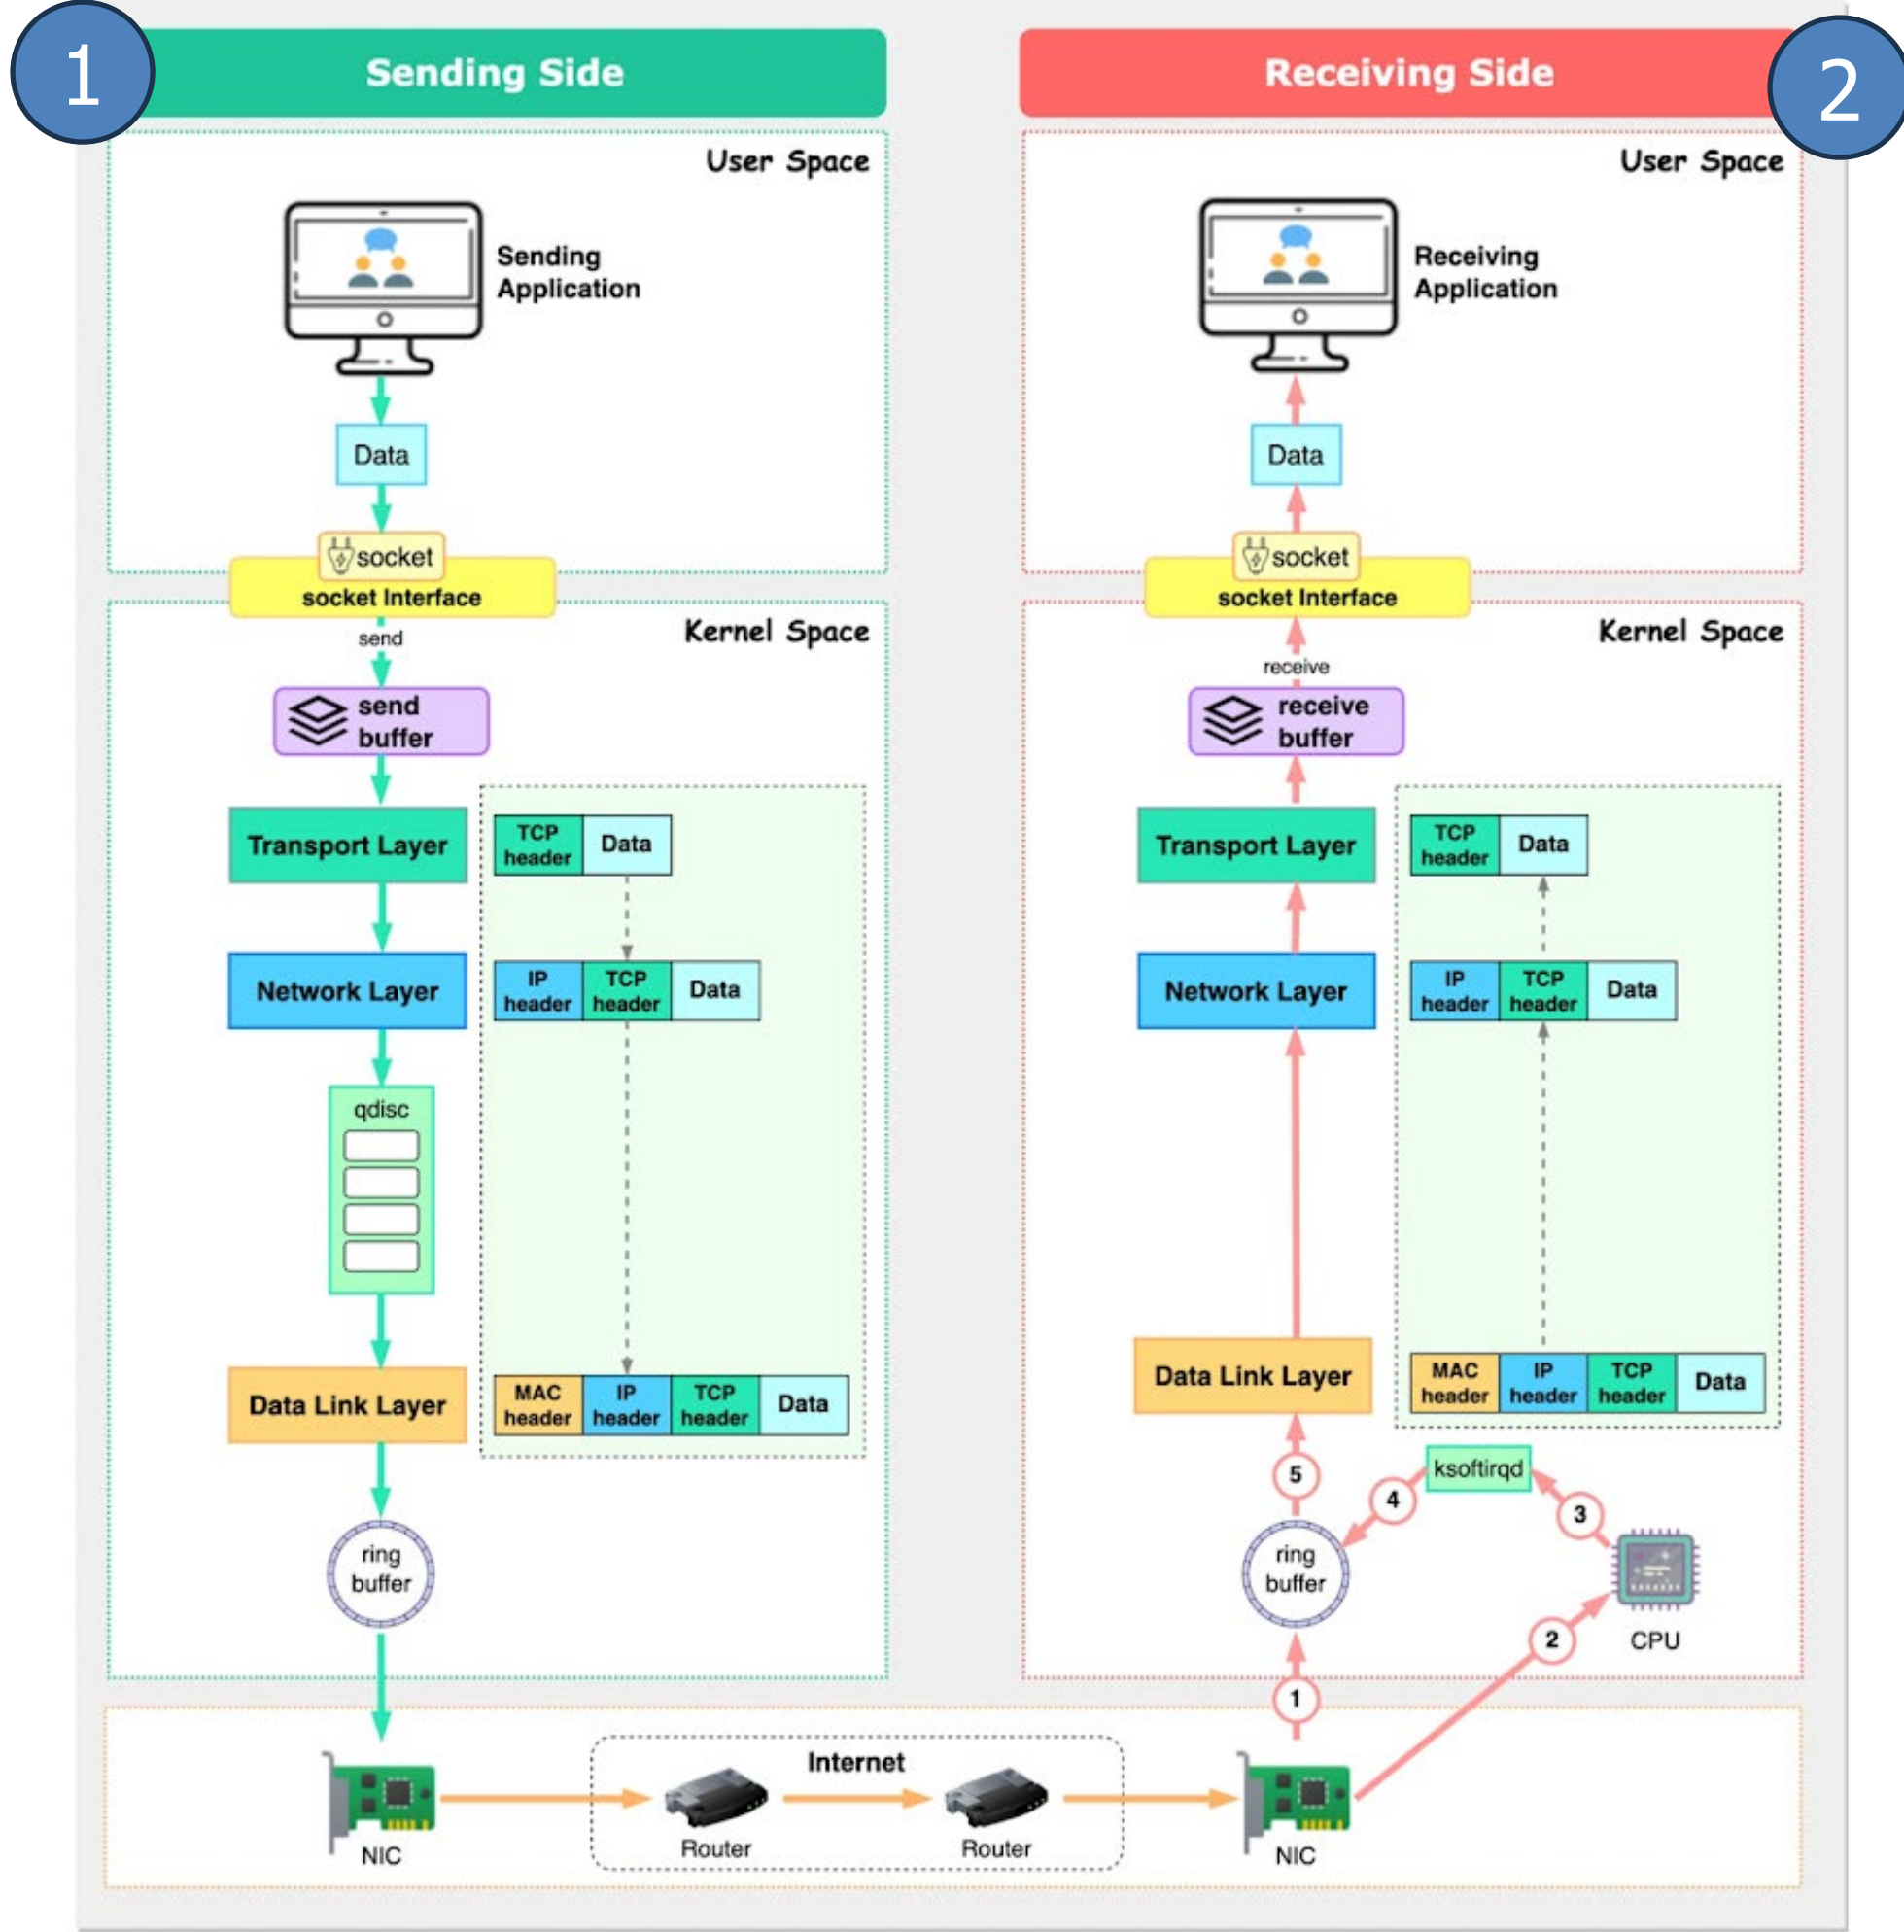 1
Sending Side
User Space
Sending
Application
Data
socket
socket Interface
Kernel Space
send
send
buffer
Transport Layer
TCP
header
Data
Network Layer
IP
header
TCP
header
Data
qdisc
Data Link Layer
MAC
header
IP
header
TCP
header
Data
ring
buffer
2
Receiving Side
User Space
Receiving
Application
Data
socket
socket Interface
Kernel Space
receive
receive
buffer
Transport Layer
TCP
header
Data
Network Layer
IP
header
TCP
header
Data
Data Link Layer
MAC
header
IP
header
TCP
header
Data
5
4
ksoftirqd
3
ring
buffer
2
CPU
1
Internet
NIC
Router
Router
NIC